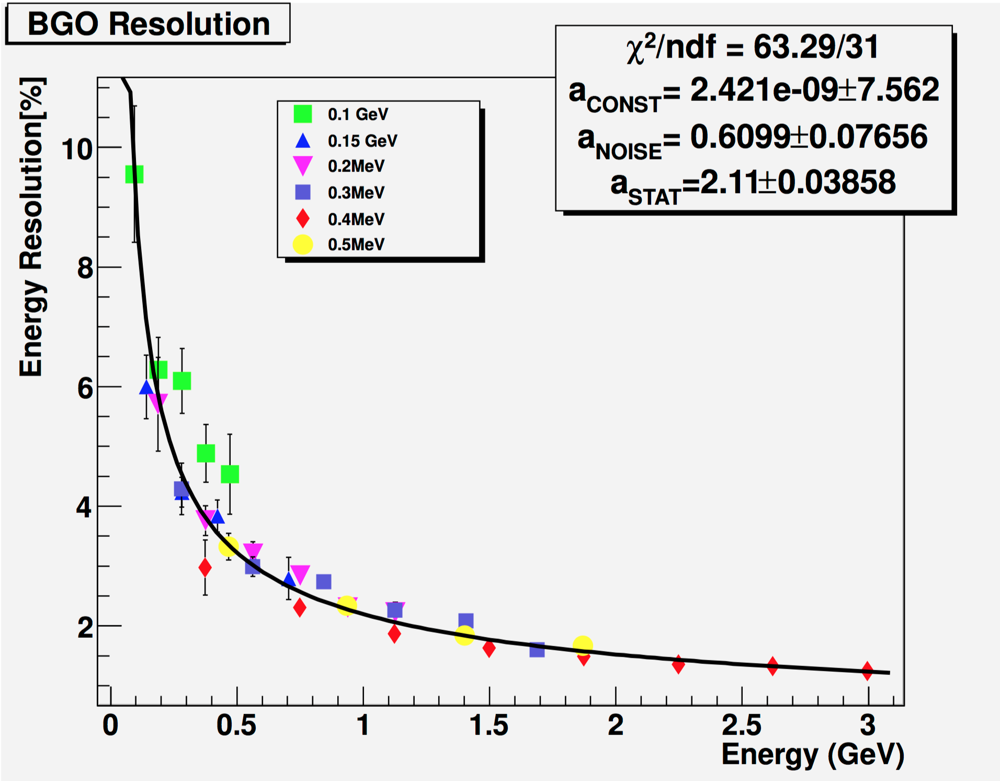 BGO Resolution
χ²/ndf = 63.29/31
aCONST= 2.421e-09±7.562
aNOISE= 0.6099±0.07656
aSTAT=2.11±0.03858
0.1 GeV
0.15 GeV
0.2MeV
0.3MeV
0.4MeV
0.5MeV
Energy Resolution[%]
10
8
6
4
2
0 0.5 1 1.5 2 2.5 3
Energy (GeV)